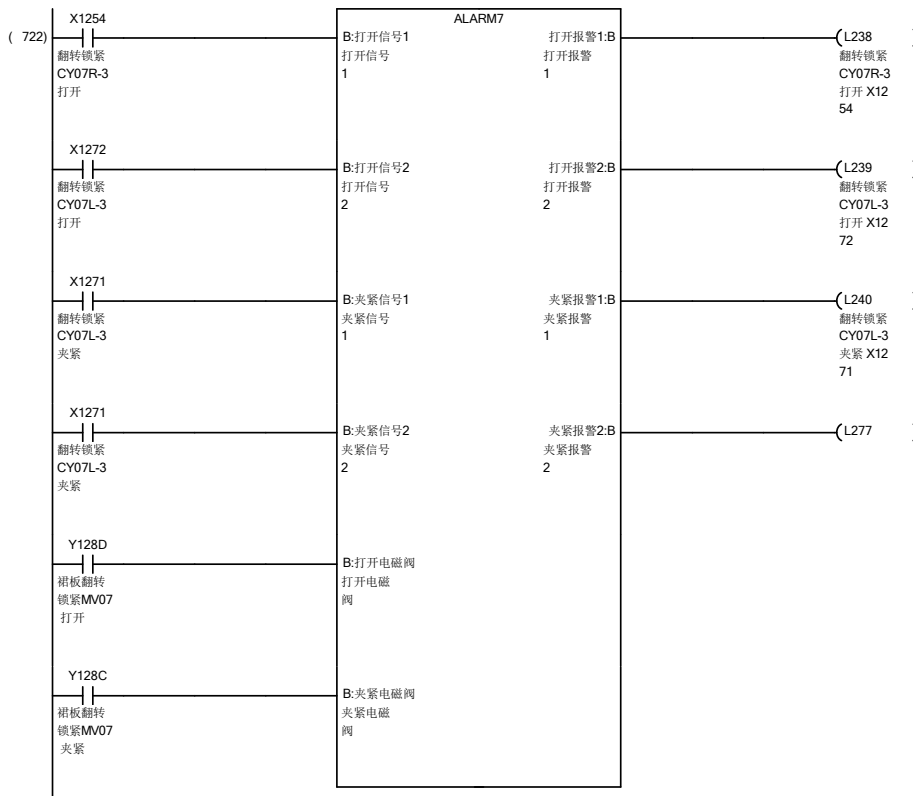 X1254
ALARM7
( 722)
B:打开信号1
打开报警1:B
L238
翻转锁紧
打开信号
打开报警
翻转锁紧
CY07R-3
1
1
CY07R-3
打开
打开 X12
54
X1272
B:打开信号2
打开报警2:B
L239
翻转锁紧
打开信号
打开报警
翻转锁紧
CY07L-3
2
2
CY07L-3
打开
打开 X12
72
X1271
B:夹紧信号1
夹紧报警1:B
L240
翻转锁紧
夹紧信号
夹紧报警
翻转锁紧
CY07L-3
1
1
CY07L-3
夹紧
夹紧 X12
71
X1271
B:夹紧信号2
夹紧报警2:B
L277
翻转锁紧
夹紧信号
夹紧报警
CY07L-3
2
2
夹紧
Y128D
B:打开电磁阀
裙板翻转
打开电磁
锁紧MV07
阀
打开
Y128C
B:夹紧电磁阀
裙板翻转
夹紧电磁
锁紧MV07
阀
夹紧